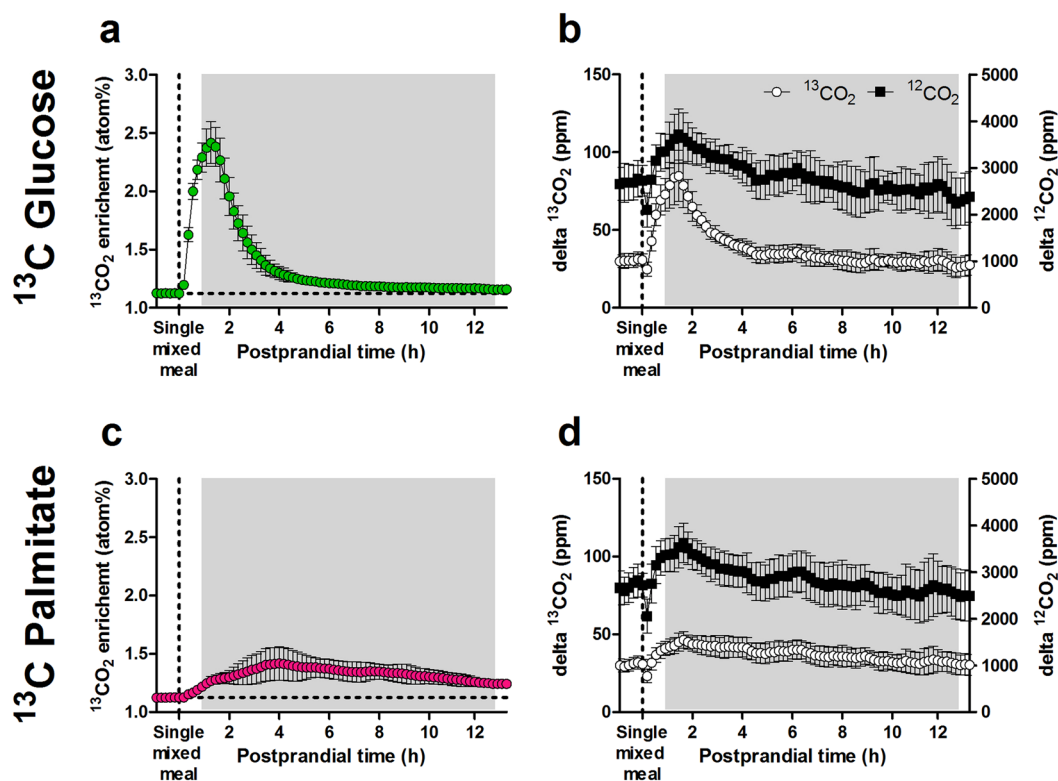 a
b
¹³C Glucose
¹³CO₂ enrichemt (atom%)
3.0
2.5
2.0
1.5
1.0
Single
mixed
meal
2
4
6
8
10
12
Postprandial time (h)
delta ¹³CO₂ (ppm)
150
100
50
0
¹³CO₂
¹²CO₂
5000
4000
3000
2000
1000
0
delta ¹²CO₂ (ppm)
Single
mixed
meal
2
4
6
8
10
12
Postprandial time (h)
c
d
¹³C Palmitate
¹³CO₂ enrichemt (atom%)
3.0
2.5
2.0
1.5
1.0
Single
mixed
meal
2
4
6
8
10
12
Postprandial time (h)
delta ¹³CO₂ (ppm)
150
100
50
0
5000
4000
3000
2000
1000
0
delta ¹²CO₂ (ppm)
Single
mixed
meal
2
4
6
8
10
12
Postprandial time (h)